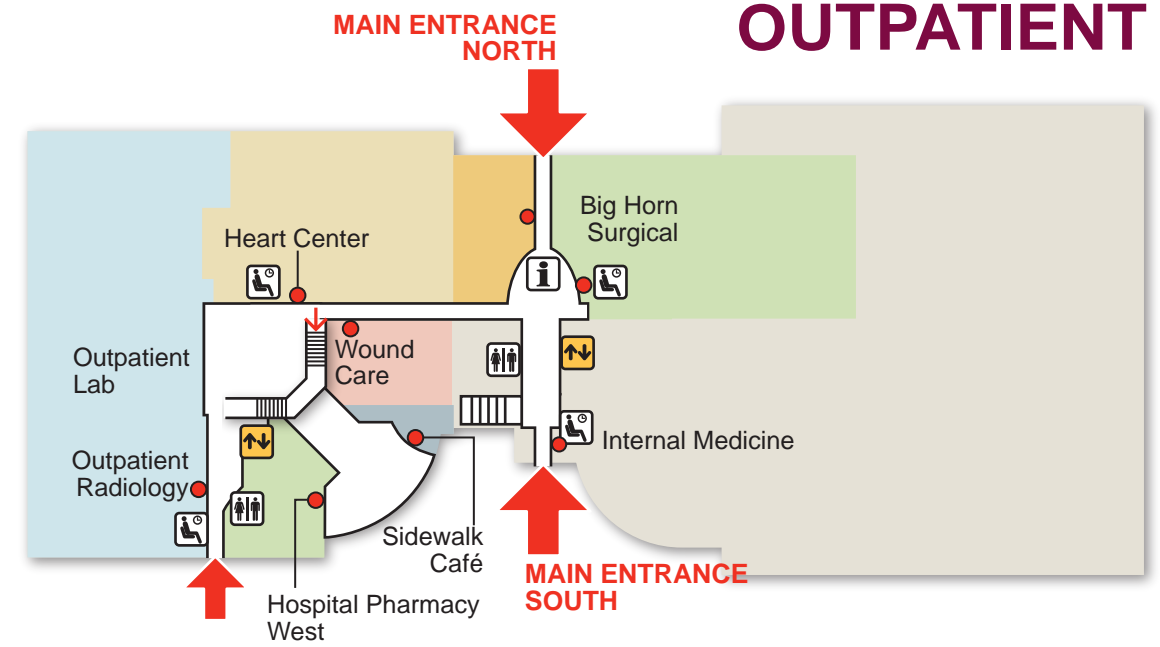 OUTPATIENT
MAIN ENTRANCE
NORTH
Big Horn
Surgical
Heart Center
Outpatient
Lab
Wound
Care
Internal Medicine
Outpatient
Radiology
Sidewalk
Café
MAIN ENTRANCE
SOUTH
Hospital Pharmacy
West